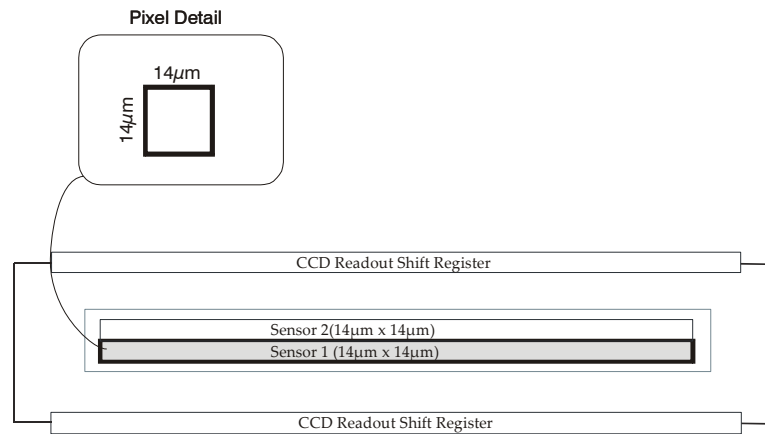 Pixel Detail
14µm
14µm
CCD Readout Shift Register
Sensor 2(14µm x 14µm)
Sensor 1 (14µm x 14µm)
CCD Readout Shift Register